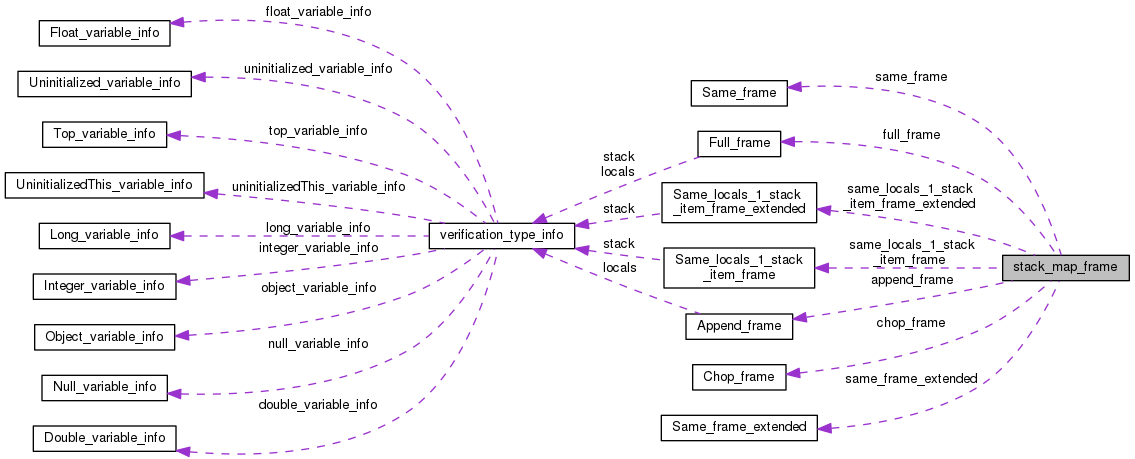 float_variable_info
Float_variable_info
uninitialized_variable_info
Uninitialized_variable_info
top_variable_info
Top_variable_info
uninitializedThis_variable_info
UninitializedThis_variable_info
long_variable_info
Long_variable_info
integer_variable_info
Integer_variable_info
object_variable_info
Object_variable_info
null_variable_info
Null_variable_info
double_variable_info
Double_variable_info
verification_type_info
stack
locals
stack
stack
locals
same_frame
Same_frame
full_frame
Full_frame
same_locals_1_stack
_item_frame_extended
Same_locals_1_stack
_item_frame_extended
same_locals_1_stack
_item_frame
Same_locals_1_stack
_item_frame
append_frame
Append_frame
chop_frame
Chop_frame
same_frame_extended
Same_frame_extended
stack_map_frame